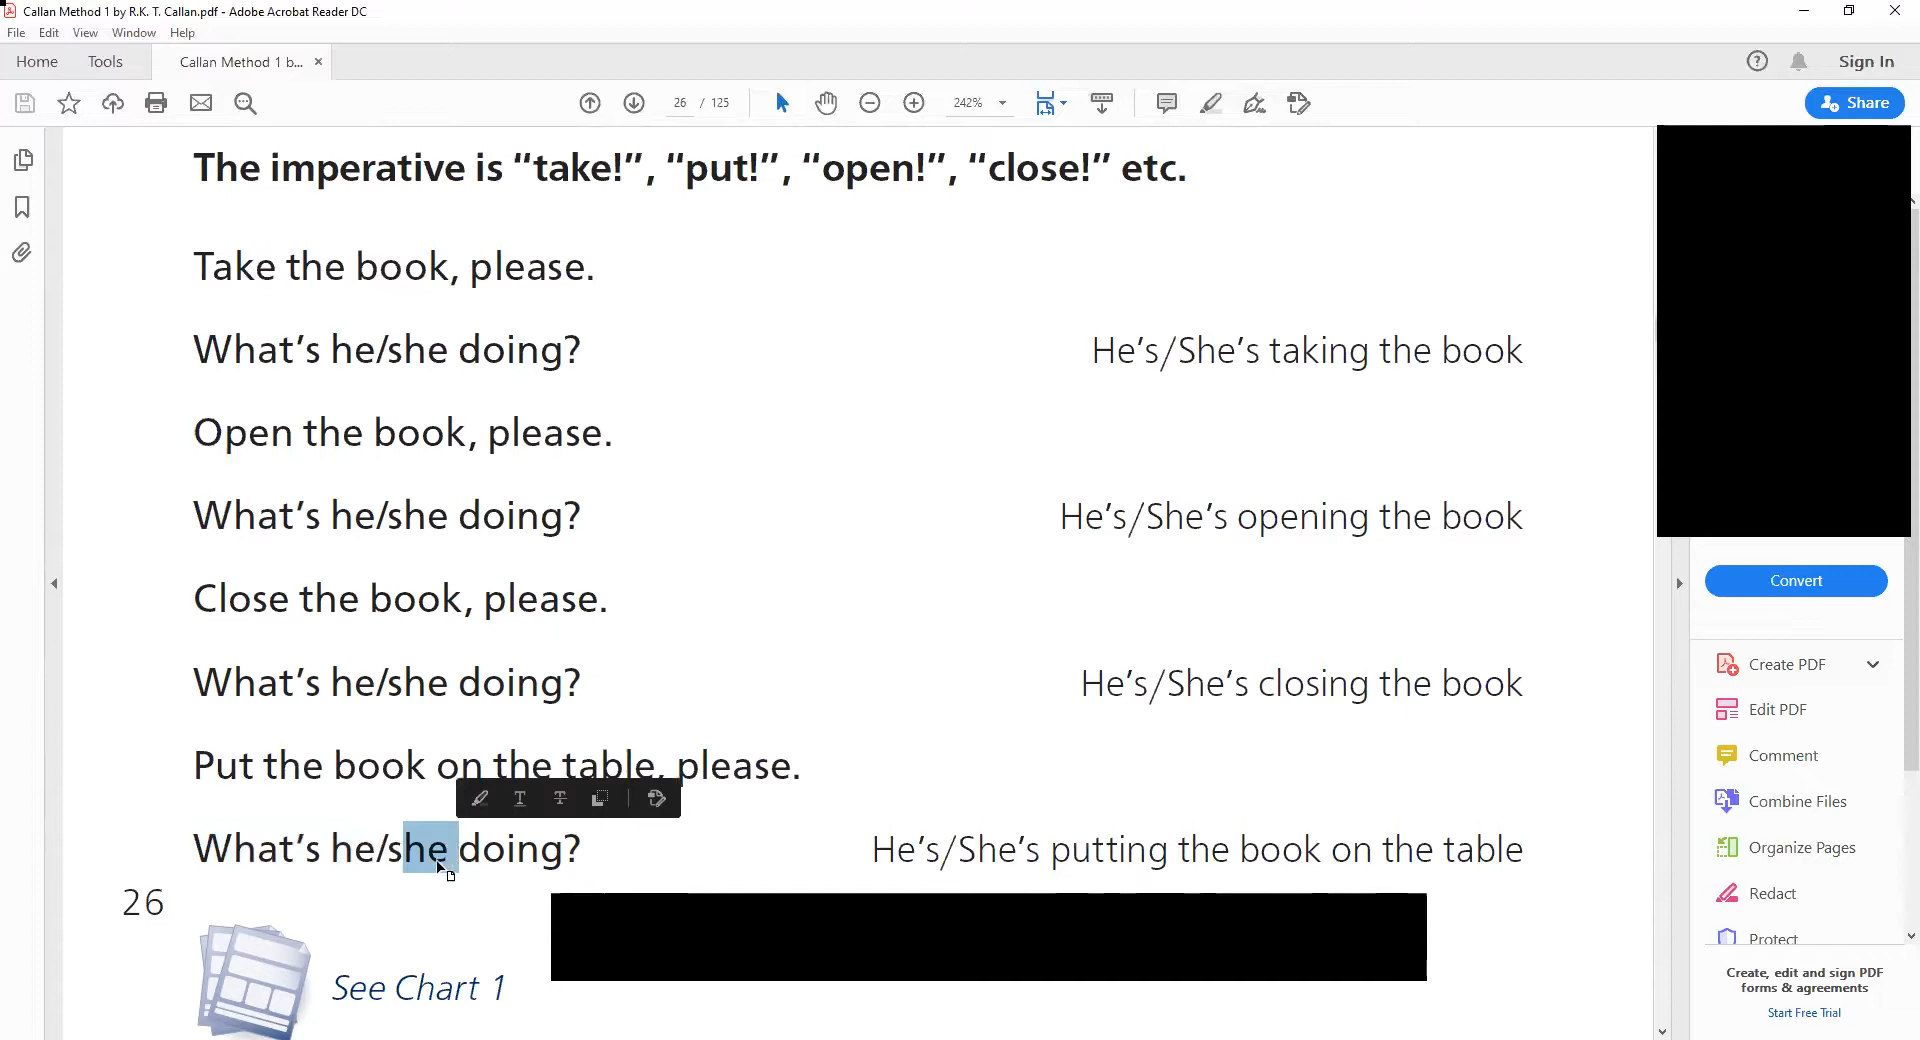 Callan Method 1 by R.K. T. Callan.pdf - Adobe Acrobat Reader DC
File Edit View Window Help
Home Tools Callan Method 1 b... × Sign In
26 / 125 242% Share
The imperative is “take!”, “put!”, “open!”, “close!” etc.
Take the book, please.
What’s he/she doing? He’s/She’s taking the book
Open the book, please.
What’s he/she doing? He’s/She’s opening the book
Close the book, please.
What’s he/she doing? He’s/She’s closing the book
Put the book on the table, please.
What’s he/she doing? He’s/She’s putting the book on the table
26
See Chart 1
Convert
Create PDF
Edit PDF
Comment
Combine Files
Organize Pages
Redact
Protect
Create, edit and sign PDF
forms & agreements
Start Free Trial